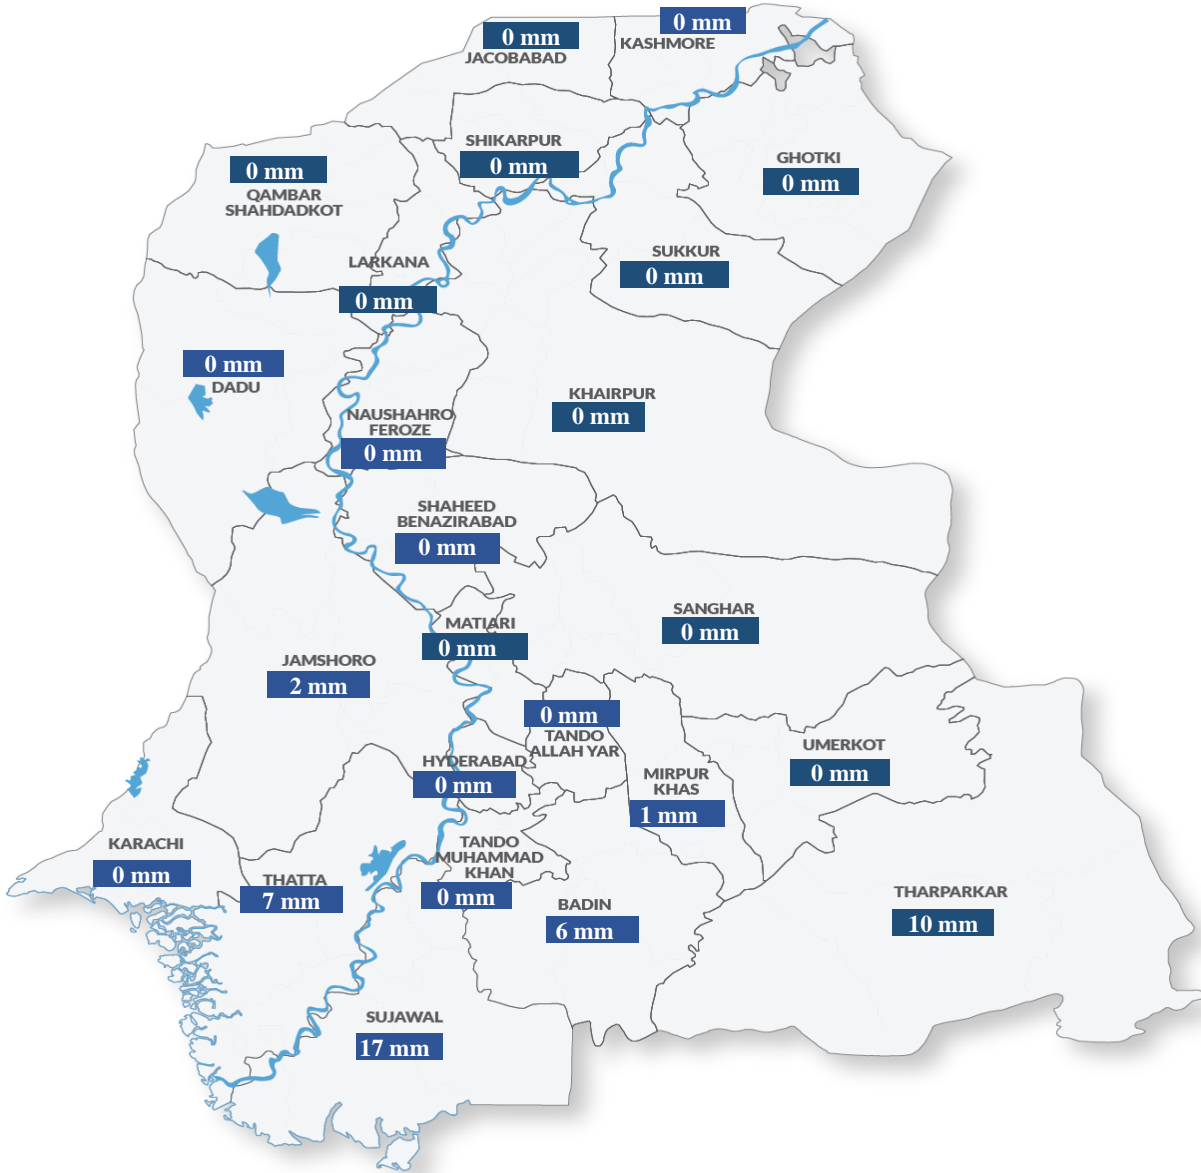 0 mm
KASHMORE
0 mm
JACOBABAD
SHIKARPUR
0 mm
GHOTKI
0 mm
0 mm
QAMBAR
SHAHDADKOT
SUKKUR
0 mm
LARKANA
0 mm
0 mm
DADU
KHAIRPUR
0 mm
NAUSHAHRO
FEROZE
0 mm
SHAHEED
BENAZIRABAD
0 mm
SANGHAR
0 mm
MATIARI
0 mm
JAMSHORO
2 mm
0 mm
TANDO
ALLAH YAR
UMERKOT
0 mm
HYDERABAD
0 mm
MIRPUR
KHAS
1 mm
KARACHI
0 mm
TANDO
MUHAMMAD
KHAN
0 mm
THATTA
7 mm
BADIN
6 mm
THARPARKAR
10 mm
SUJAWAL
17 mm